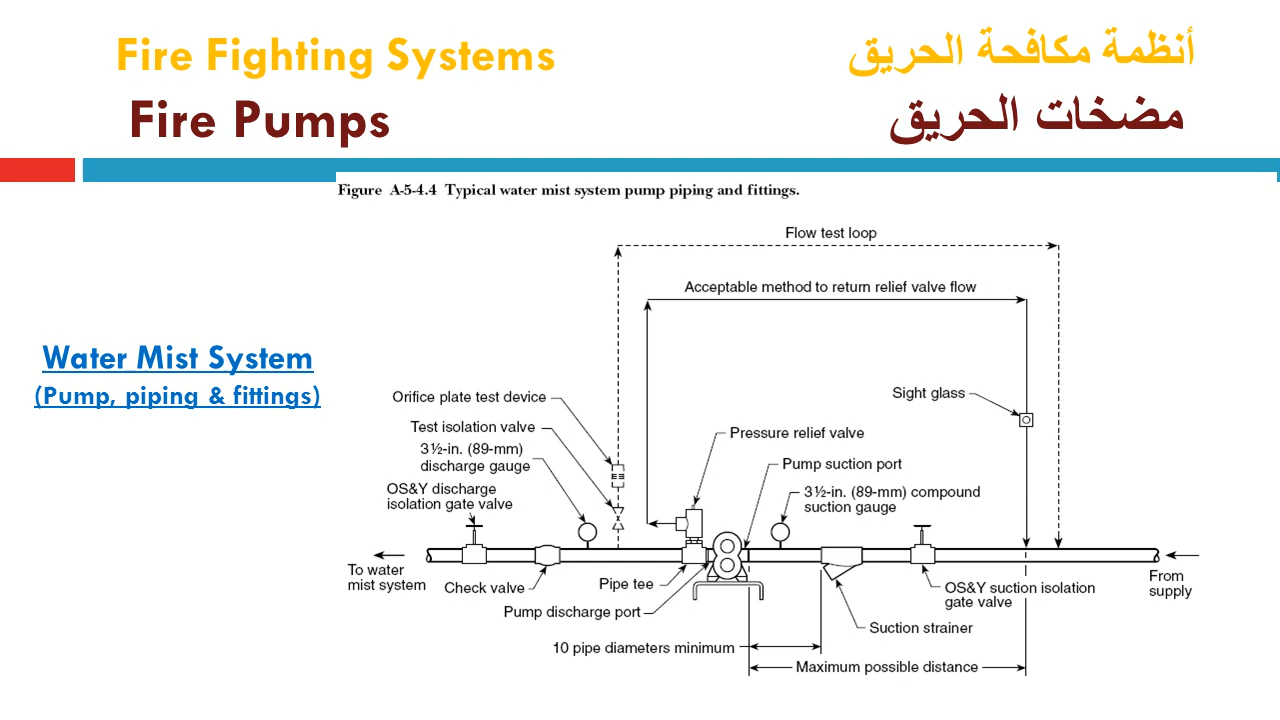 Fire Fighting Systems
أنظمة مكافحة الحريق
Fire Pumps
مضخات الحريق
Figure A-5-4.4 Typical water mist system pump piping and fittings.
Flow test loop
Acceptable method to return relief valve flow
Water Mist System
(Pump, piping & fittings)
Orifice plate test device
Sight glass
Test isolation valve
Pressure relief valve
3½-in. (89-mm)
discharge gauge
Pump suction port
OS&Y discharge
isolation gate valve
3½-in. (89-mm) compound
suction gauge
To water
mist system
Check valve
Pipe tee
Pump discharge port
OS&Y suction isolation
gate valve
From
supply
Suction strainer
10 pipe diameters minimum
Maximum possible distance